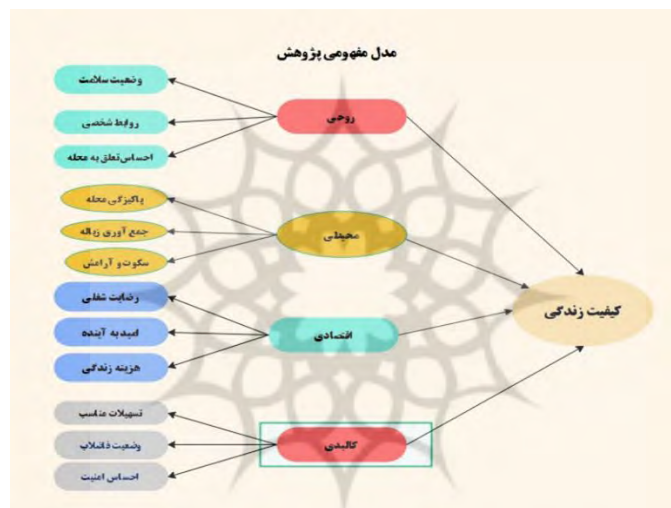 مدل مفهومی پژوهش
روحی
وضعیت سلامت
روابط شخصی
احساس تعلق به محله
محیطی
پاکیزگی محله
جمع آوری زباله
سکوت و آرامش
اقتصادی
رضایت شغلی
امید به آینده
هزینه زندگی
کالبدی
تسهیلات مناسب
وضعیت فاضلاب
احساس امنیت
کیفیت زندگی